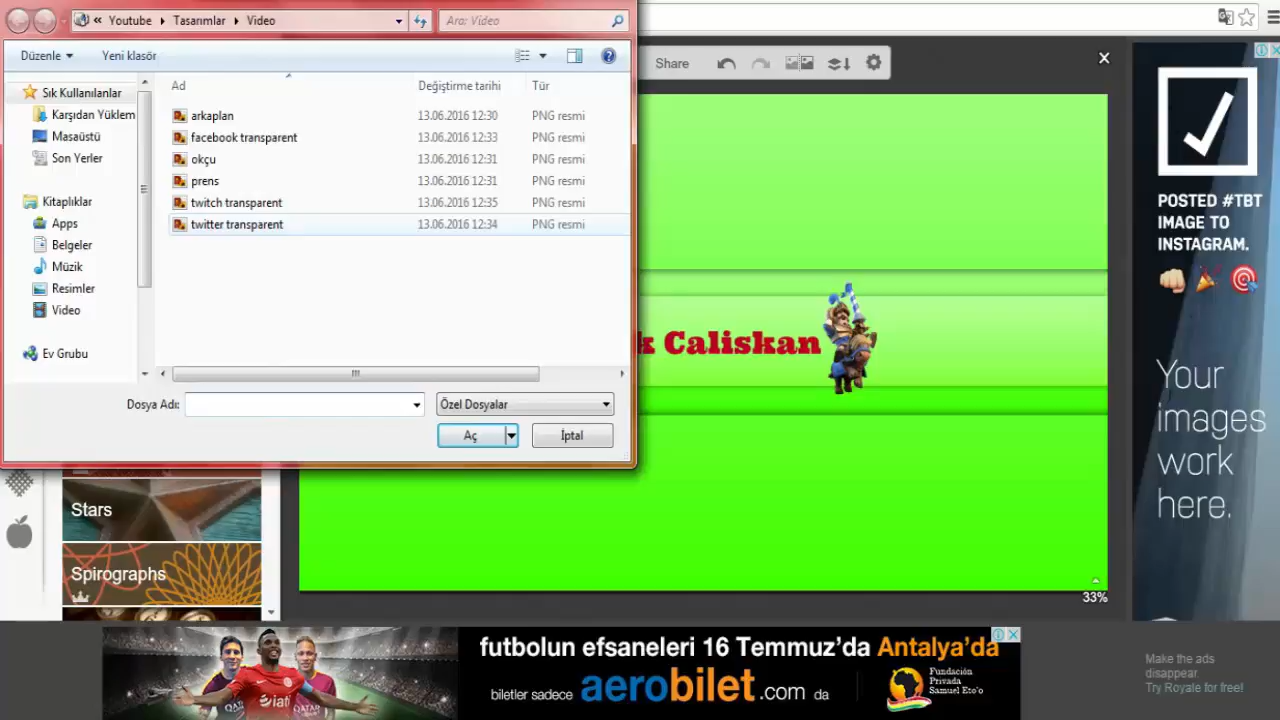 « Youtube ▸ Tasarımlar ▸ Video
Ara: Video
Düzenle
Yeni klasör
Share
Sık Kullanılanlar
Karşıdan Yüklem
Masaüstü
Son Yerler
Kitaplıklar
Apps
Belgeler
Müzik
Resimler
Video
Ev Grubu
Ad Değiştirme tarihi Tür
arkaplan 13.06.2016 12:30 PNG resmi
facebook transparent 13.06.2016 12:33 PNG resmi
okçu 13.06.2016 12:31 PNG resmi
prens 13.06.2016 12:31 PNG resmi
twitch transparent 13.06.2016 12:35 PNG resmi
twitter transparent 13.06.2016 12:34 PNG resmi
Dosya Adı:
Özel Dosyalar
Aç
İptal
k Caliskan
Stars
Spirographs
33%
POSTED #TBT
IMAGE TO
INSTAGRAM.
Your
images
work
here.
futbolun efsaneleri 16 Temmuz'da Antalya'da
biletler sadece aerobilet.com da
Fundación
Privada
Samuel Eto'o
Make the ads
disappear.
Try Royale for free!